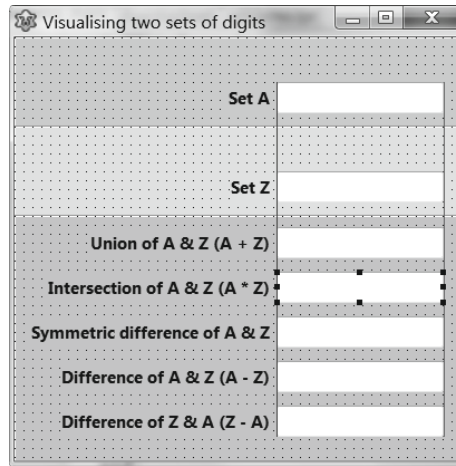 Visualising two sets of digits
Set A
Set Z
Union of A & Z (A + Z)
Intersection of A & Z (A * Z)
Symmetric difference of A & Z
Difference of A & Z (A - Z)
Difference of Z & A (Z - A)